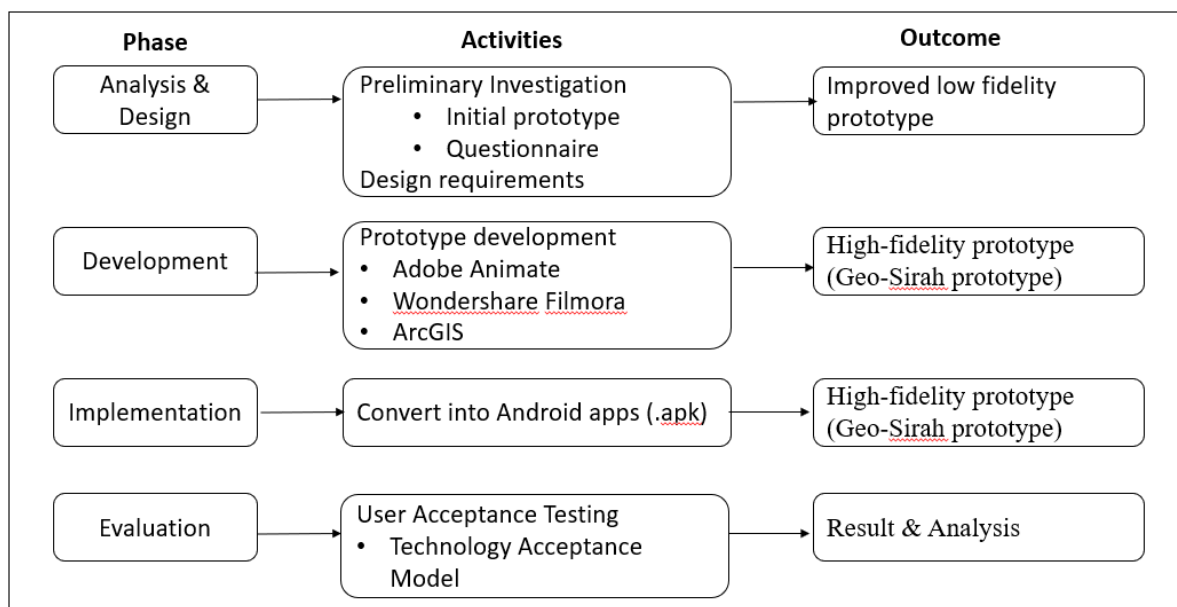 Phase
Activities
Outcome
Analysis &
Design
Preliminary Investigation
• Initial prototype
• Questionnaire
Design requirements
Improved low fidelity
prototype
Development
Prototype development
• Adobe Animate
• Wondershare Filmora
• ArcGIS
High-fidelity prototype
(Geo-Sirah prototype)
Implementation
Convert into Android apps (.apk)
High-fidelity prototype
(Geo-Sirah prototype)
Evaluation
User Acceptance Testing
• Technology Acceptance
Model
Result & Analysis